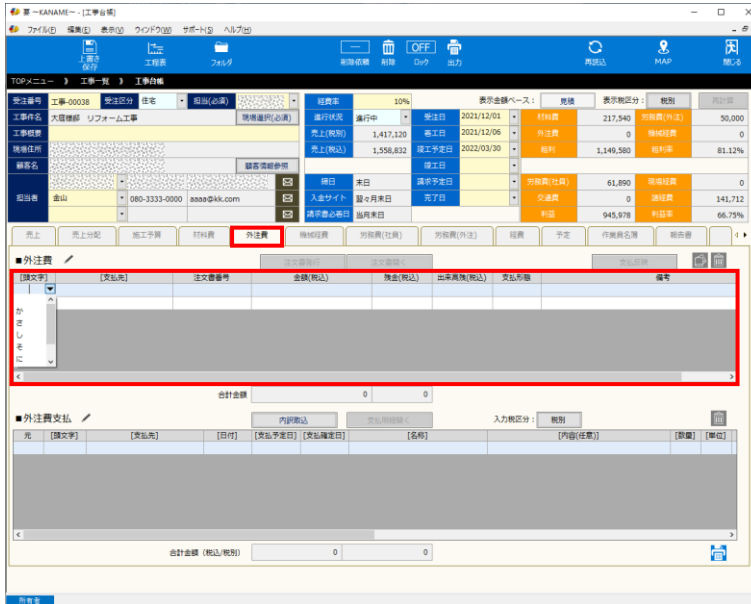 要 ～KANAME～ - [工事台帳]
ファイル(F) 編集(E) 表示(V) ウインドウ(W) サポート(S) ヘルプ(H)
上書き保存 工程表 フォルダ 削除依頼 削除 OFF ロック 出力 再読込 MAP 閉じる
TOPメニュー 》 工事一覧 》 工事台帳
受注番号 工事-00038 受注区分 住宅 担当(必須) 経費率 10% 表示金額ベース： 見積 表示税区分： 税別 再計算
工事件名 大庭様邸 リフォーム工事 現場選択(必須) 進行状況 進行中 受注日 2021/12/01 材料費 217,540 労務費(外注) 50,000
工事概要 売上(税別) 1,417,120 着工日 2021/12/06 外注費 0 機械経費 0
現場住所 売上(税込) 1,558,832 竣工予定日 2022/03/30 粗利 1,149,580 粗利率 81.12%
顧客名 顧客情報参照 竣工日
締日 末日 請求予定日 労務費(社員) 61,890 現場経費 0
担当者 金山 080-3333-0000 aaaa@kk.com 入金サイト 翌々月末日 完了日 交通費 0 諸経費 141,712
請求書必着日 当月末日 利益 945,978 利益率 66.75%
売上 売上分配 施工予算 材料費 外注費 機械経費 労務費(社員) 労務費(外注) 経費 予定 作業員名簿 報告書
■外注費 注文書発行 注文書開く 支払反映
[頭文字] [支払先] 注文書番号 金額(税込) 残金(税込) 出来高残(税込) 支払形態 備考
か
さ
し
そ
に
合計金額 0 0
■外注費支払 内訳取込 支払明細開く 入力税区分： 税別
元 [頭文字] [支払先] [日付] [支払予定日] [支払確定日] [名称] [内容(任意)] [数量] [単位]
合計金額 (税込/税別) 0 0
所有者